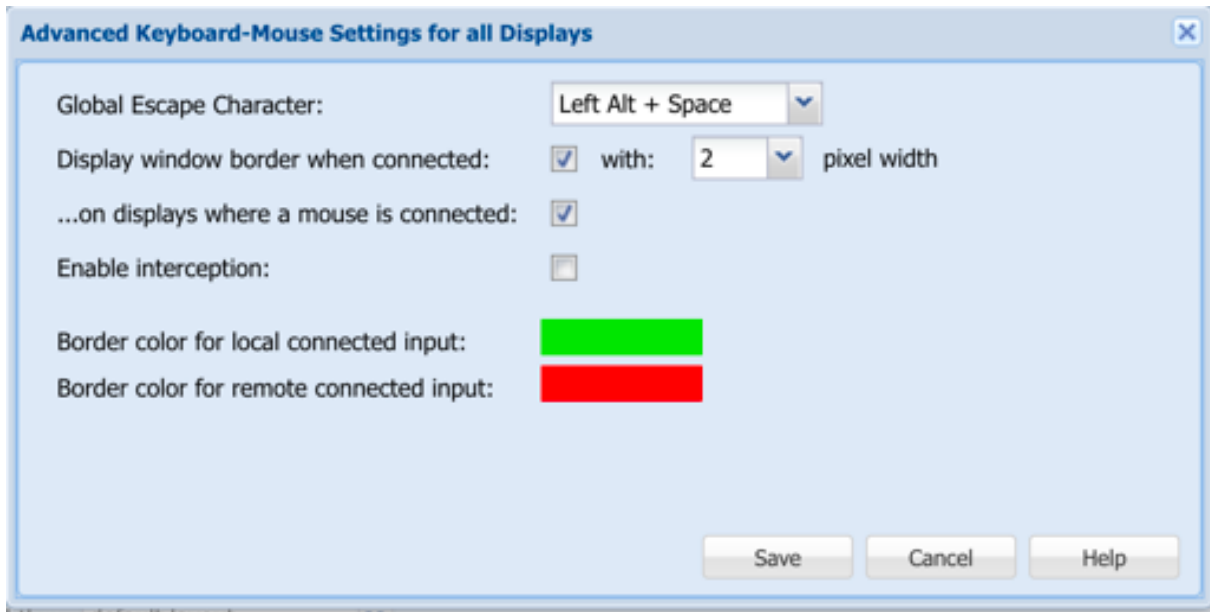 Advanced Keyboard-Mouse Settings for all Displays
Global Escape Character: Left Alt + Space
Display window border when connected: with: 2 pixel width
...on displays where a mouse is connected:
Enable interception:
Border color for local connected input:
Border color for remote connected input:
Save Cancel Help